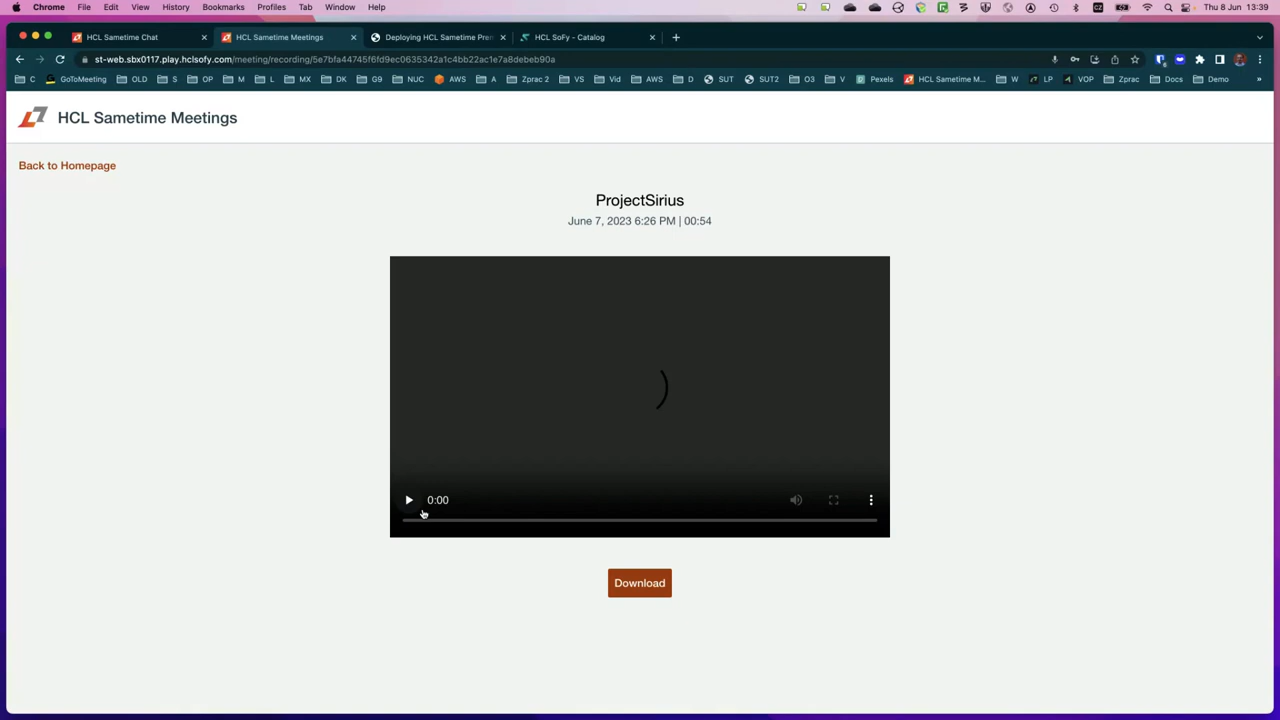 Chrome File Edit View History Bookmarks Profiles Tab Window Help CZ Thu 8 Jun 13:39
HCL Sametime Chat HCL Sametime Meetings Deploying HCL Sametime Pren HCL SoFy - Catalog
st-web.sbx0117.play.hclsofy.com/meeting/recording/5e7bfa44745f6fd9ec0635342a1c4bb22ac1e7a8debeb90a
C GoToMeeting OLD S OP M L MX DK G9 NUC AWS A Zprac 2 VS Vid AWS D SUT SUT2 O3 V Pexels HCL Sametime M... W LP VOP Zprac Docs Demo »
HCL Sametime Meetings
Back to Homepage
ProjectSirius
June 7, 2023 6:26 PM | 00:54
0:00
Download